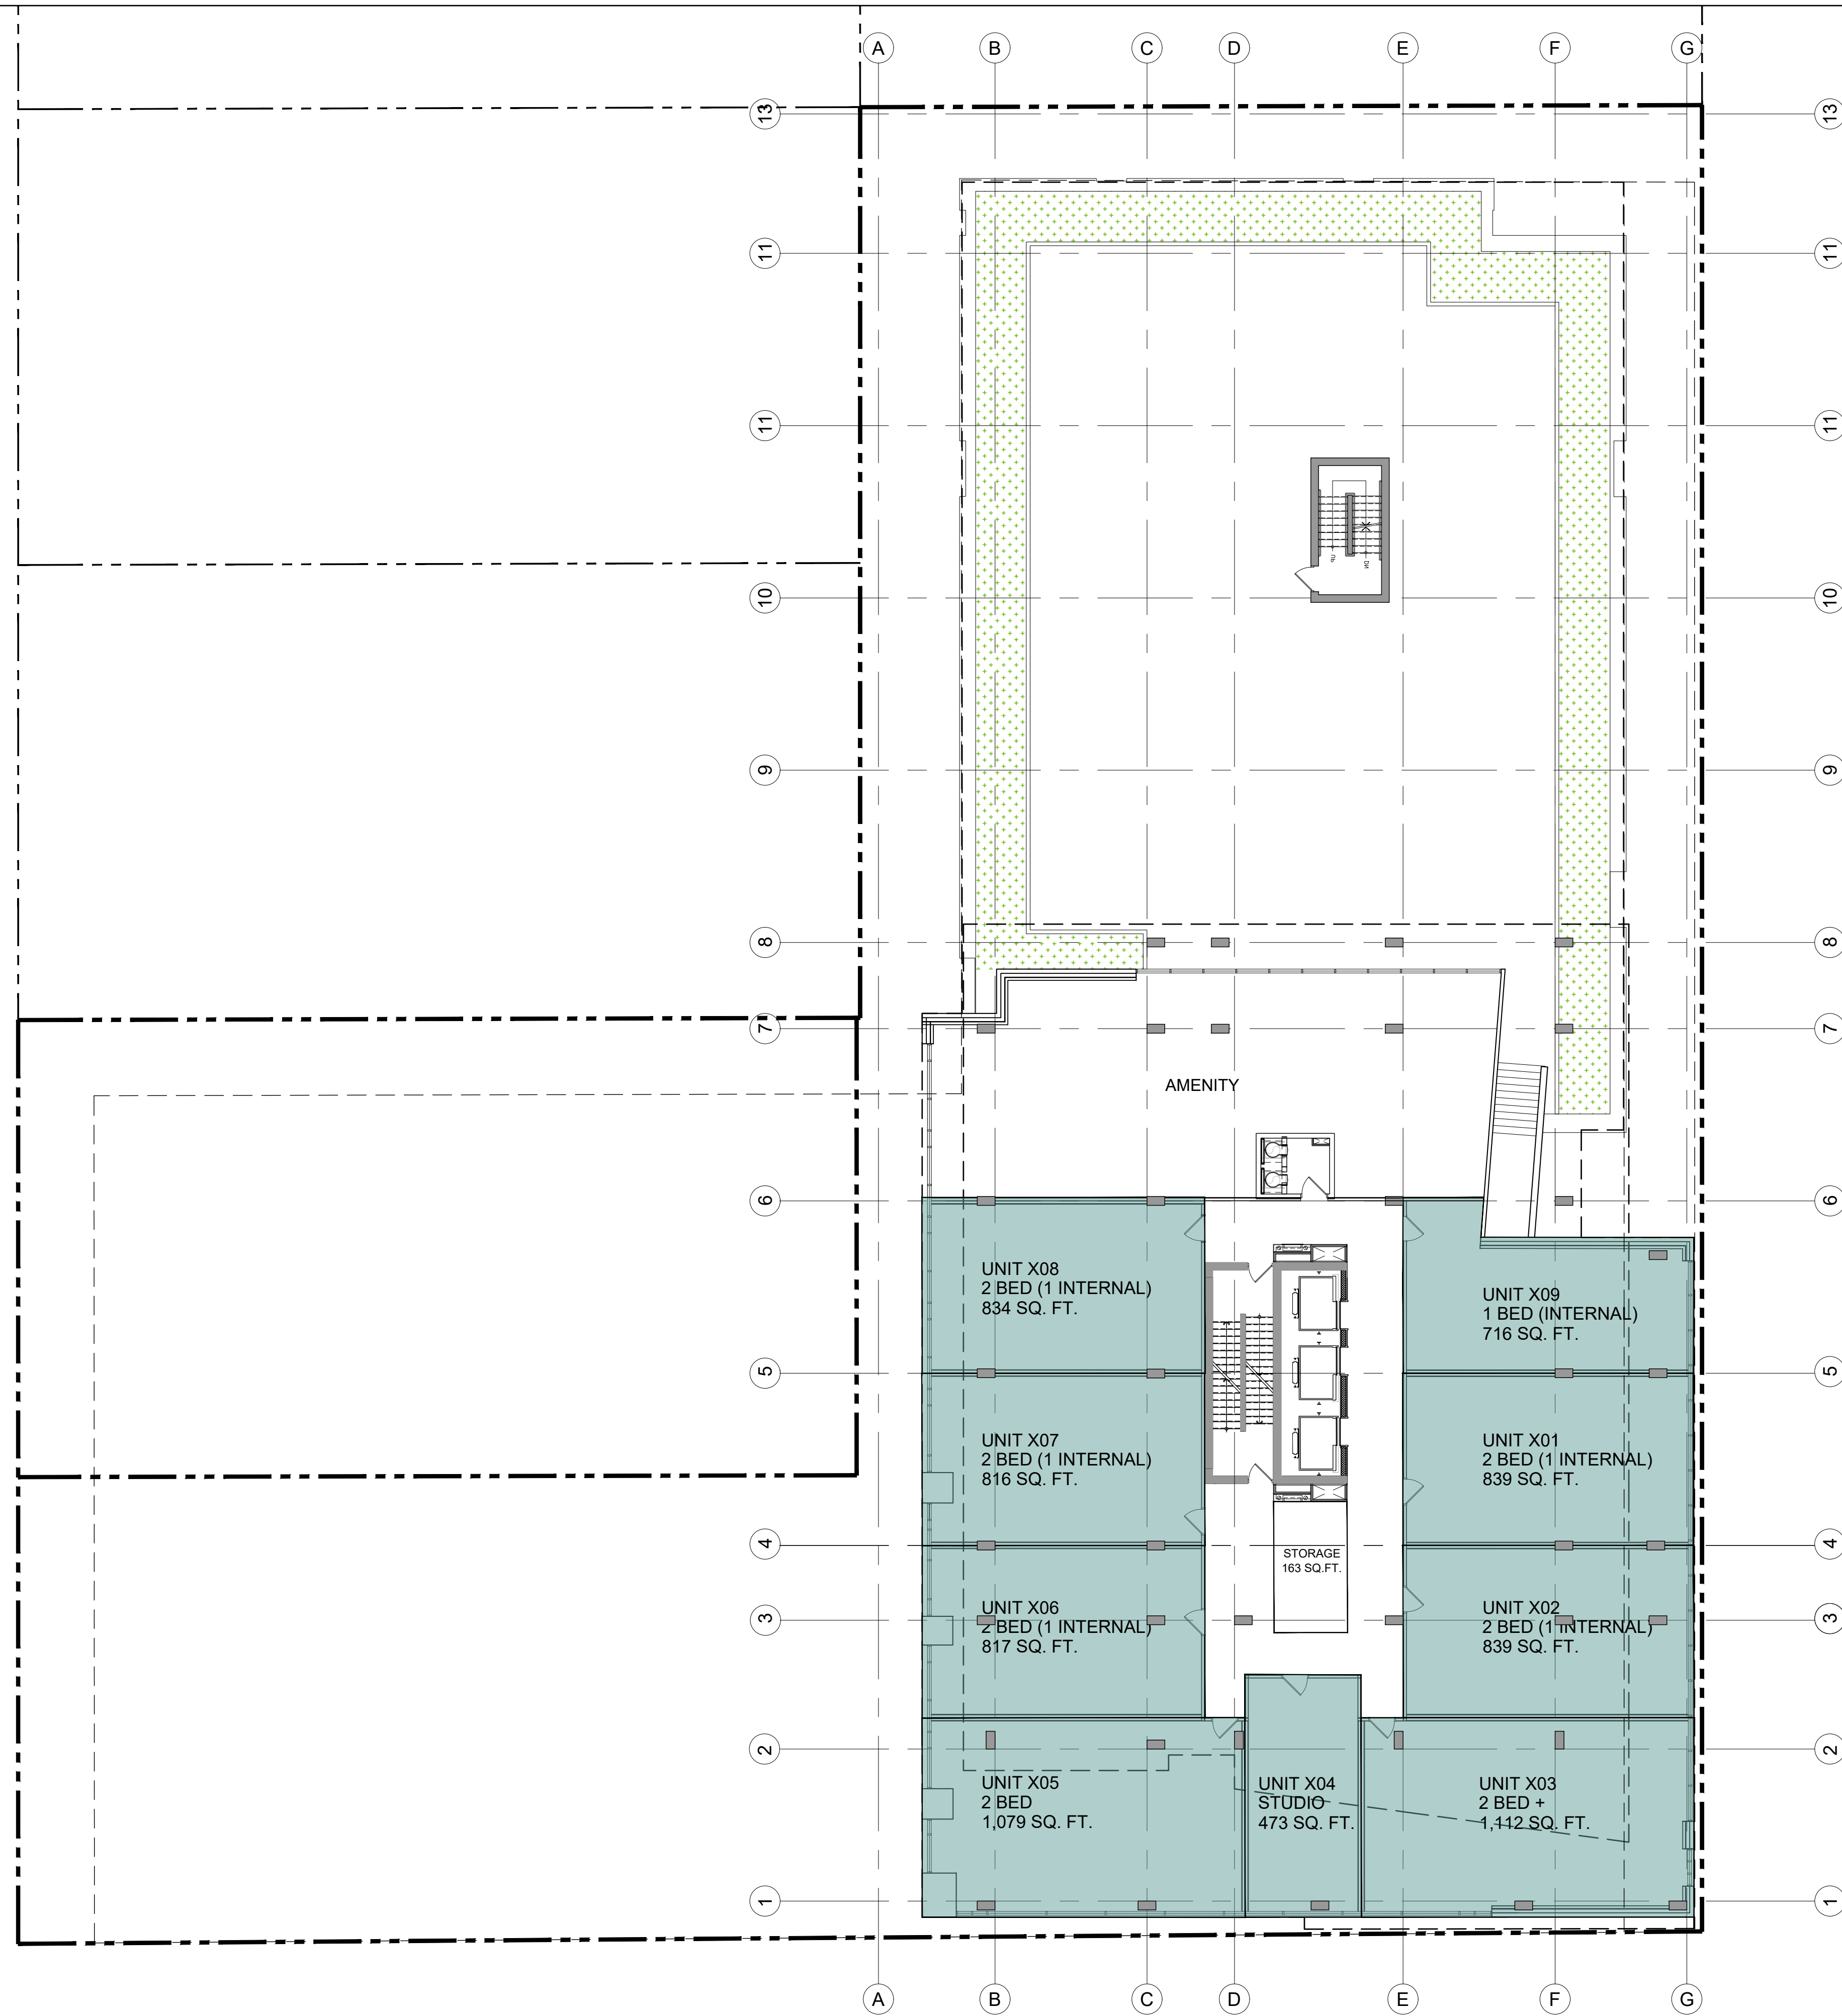 A B C D E F G
13 13
11 11
11 11
UP DN
10 10
9 9
8 8
7 7
AMENITY
6 6
UNIT X08
2 BED (1 INTERNAL)
834 SQ. FT.
UNIT X09
1 BED (INTERNAL)
716 SQ. FT.
5 5
UNIT X07
2 BED (1 INTERNAL)
816 SQ. FT.
UNIT X01
2 BED (1 INTERNAL)
839 SQ. FT.
4 4
STORAGE
163 SQ.FT.
3 3
UNIT X06
2 BED (1 INTERNAL)
817 SQ. FT.
UNIT X02
2 BED (1 INTERNAL)
839 SQ. FT.
2 2
UNIT X05
2 BED
1,079 SQ. FT.
UNIT X04
STUDIO
473 SQ. FT.
UNIT X03
2 BED +
1,112 SQ. FT.
1 1
A B C D E F G